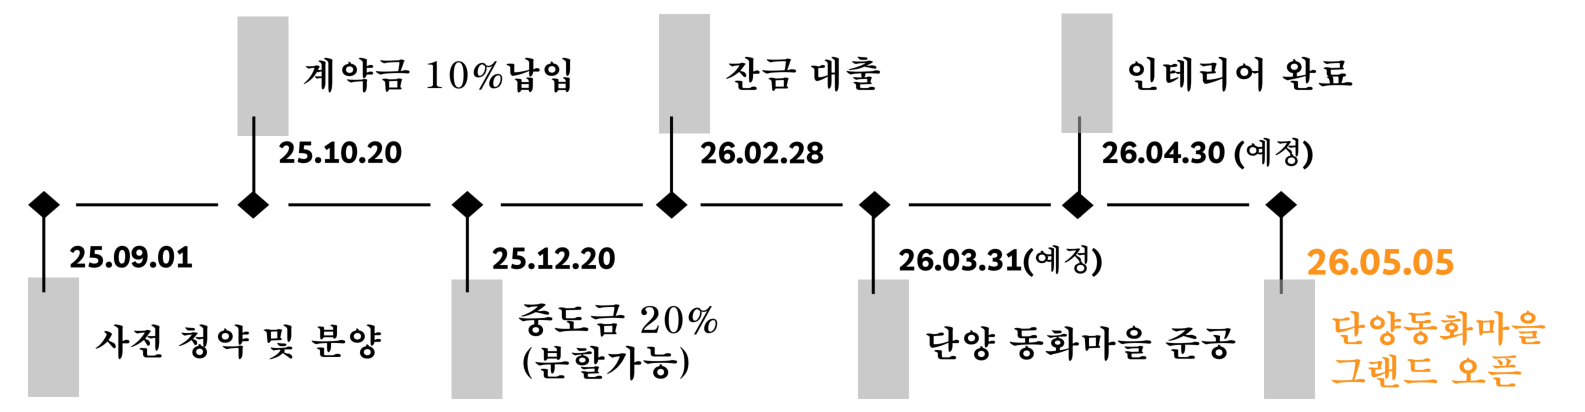 계약금 10%납입
25.10.20
잔금 대출
26.02.28
인테리어 완료
26.04.30 (예정)
25.09.01
사전 청약 및 분양
25.12.20
중도금 20%
(분할가능)
26.03.31(예정)
단양 동화마을 준공
26.05.05
단양동화마을
그랜드 오픈